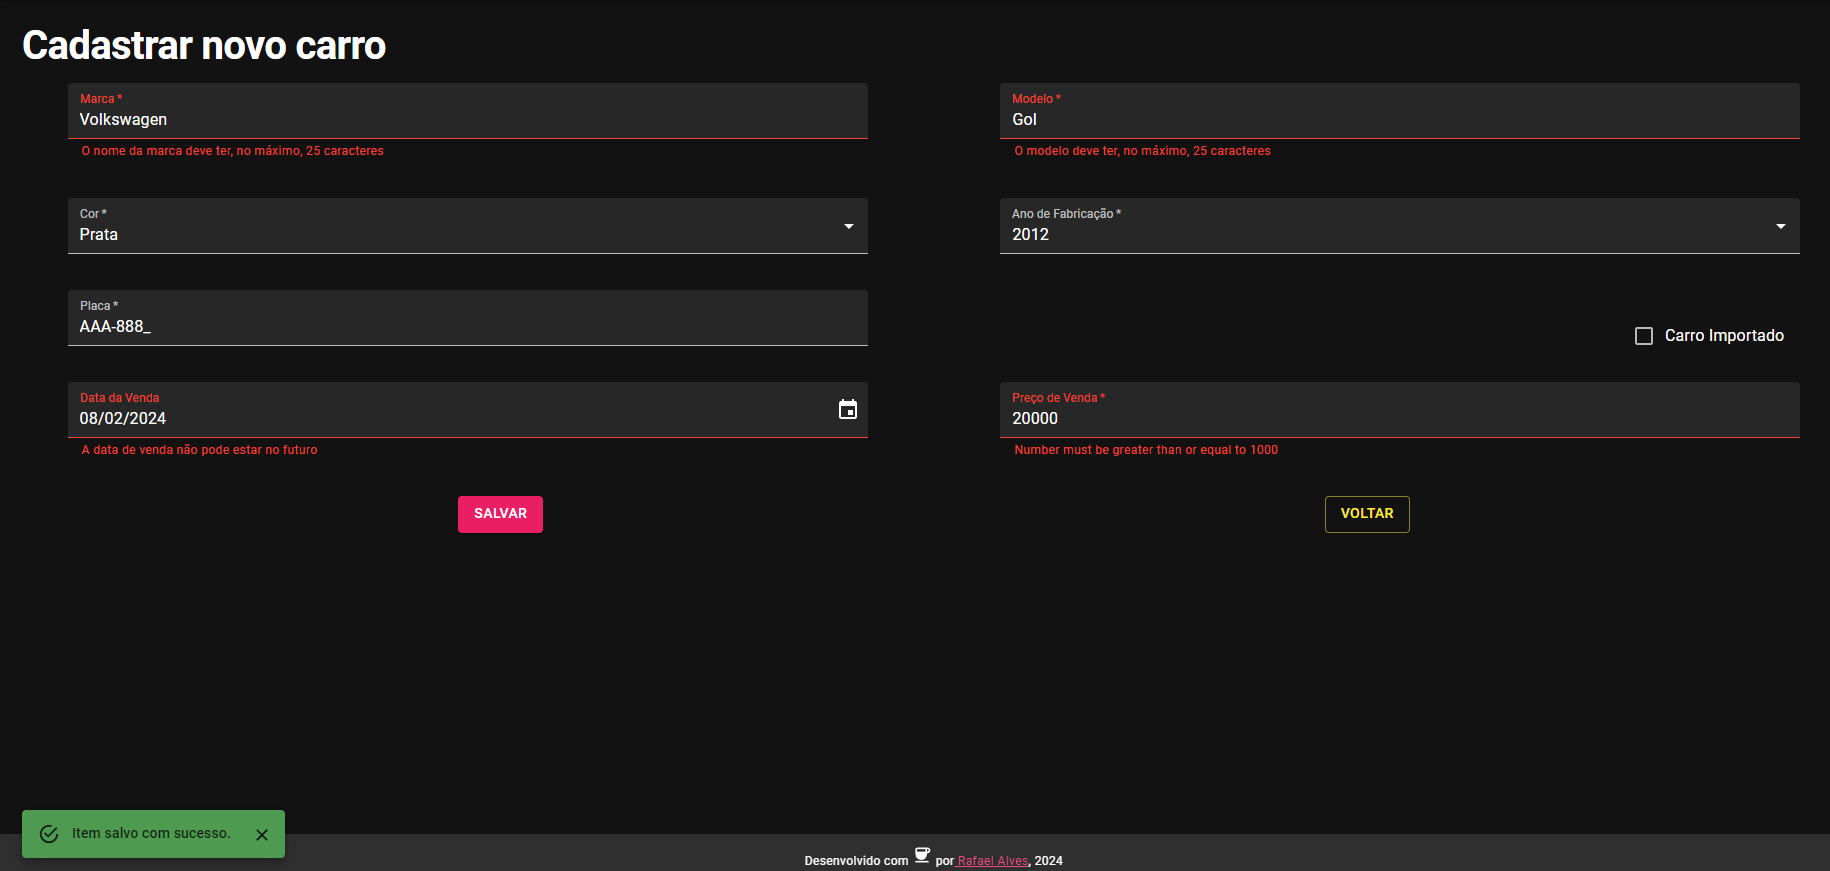 Cadastrar novo carro
Marca *
Volkswagen
O nome da marca deve ter, no máximo, 25 caracteres
Modelo *
Gol
O modelo deve ter, no máximo, 25 caracteres
Cor *
Prata
Ano de Fabricação *
2012
Placa *
AAA-888_
Carro Importado
Data da Venda
08/02/2024
A data de venda não pode estar no futuro
Preço de Venda *
20000
Number must be greater than or equal to 1000
SALVAR
VOLTAR
Item salvo com sucesso.
Desenvolvido com por Rafael Alves, 2024